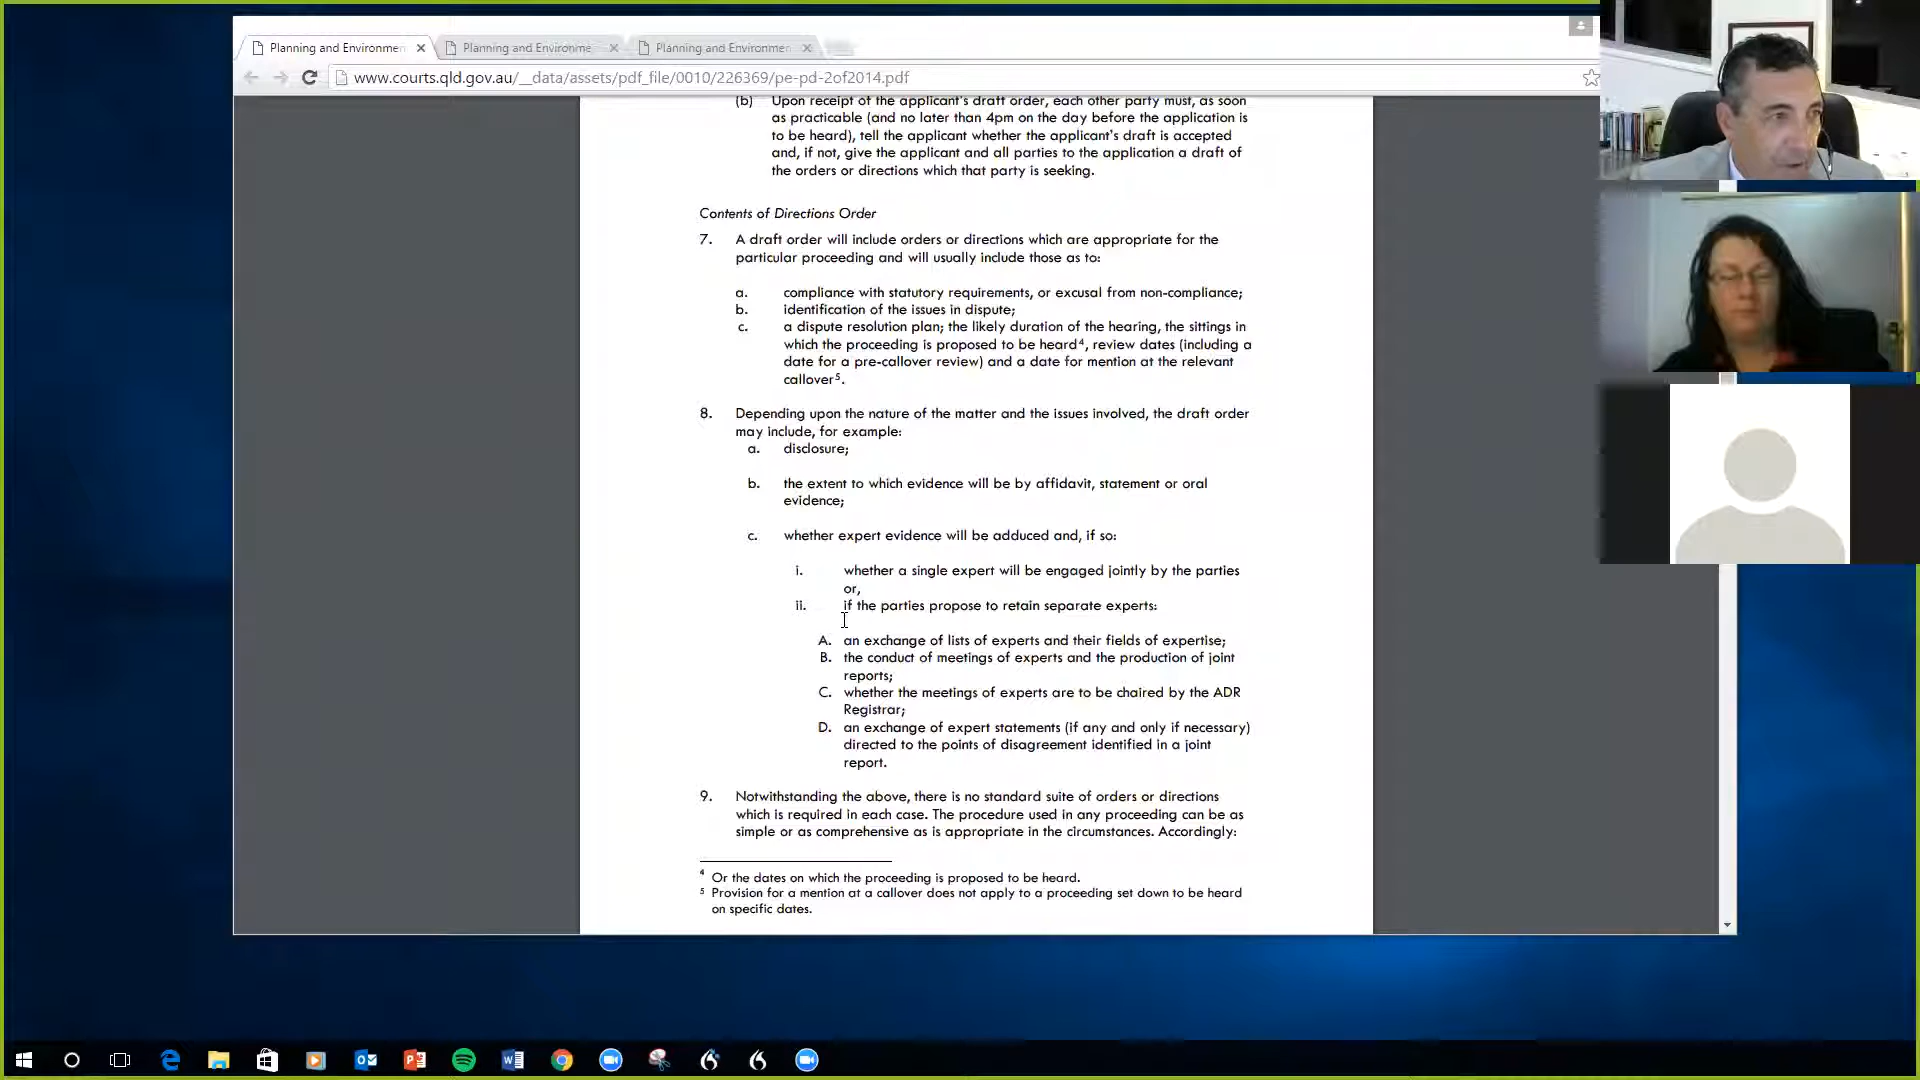 Planning and Environmen
Planning and Environme
Planning and Environmen
www.courts.qld.gov.au/__data/assets/pdf_file/0010/226369/pe-pd-2of2014.pdf
(b) Upon receipt of the applicant's draft order, each other party must, as soon
as practicable (and no later than 4pm on the day before the application is
to be heard), tell the applicant whether the applicant's draft is accepted
and, if not, give the applicant and all parties to the application a draft of
the orders or directions which that party is seeking.
Contents of Directions Order
7. A draft order will include orders or directions which are appropriate for the
particular proceeding and will usually include those as to:
a. compliance with statutory requirements, or excusal from non-compliance;
b. identification of the issues in dispute;
c. a dispute resolution plan; the likely duration of the hearing, the sittings in
which the proceeding is proposed to be heard⁴, review dates (including a
date for a pre-callover review) and a date for mention at the relevant
callover⁵.
8. Depending upon the nature of the matter and the issues involved, the draft order
may include, for example:
a. disclosure;
b. the extent to which evidence will be by affidavit, statement or oral
evidence;
c. whether expert evidence will be adduced and, if so:
i. whether a single expert will be engaged jointly by the parties
or,
ii. if the parties propose to retain separate experts:
A. an exchange of lists of experts and their fields of expertise;
B. the conduct of meetings of experts and the production of joint
reports;
C. whether the meetings of experts are to be chaired by the ADR
Registrar;
D. an exchange of expert statements (if any and only if necessary)
directed to the points of disagreement identified in a joint
report.
9. Notwithstanding the above, there is no standard suite of orders or directions
which is required in each case. The procedure used in any proceeding can be as
simple or as comprehensive as is appropriate in the circumstances. Accordingly:
⁴ Or the dates on which the proceeding is proposed to be heard.
⁵ Provision for a mention at a callover does not apply to a proceeding set down to be heard
on specific dates.